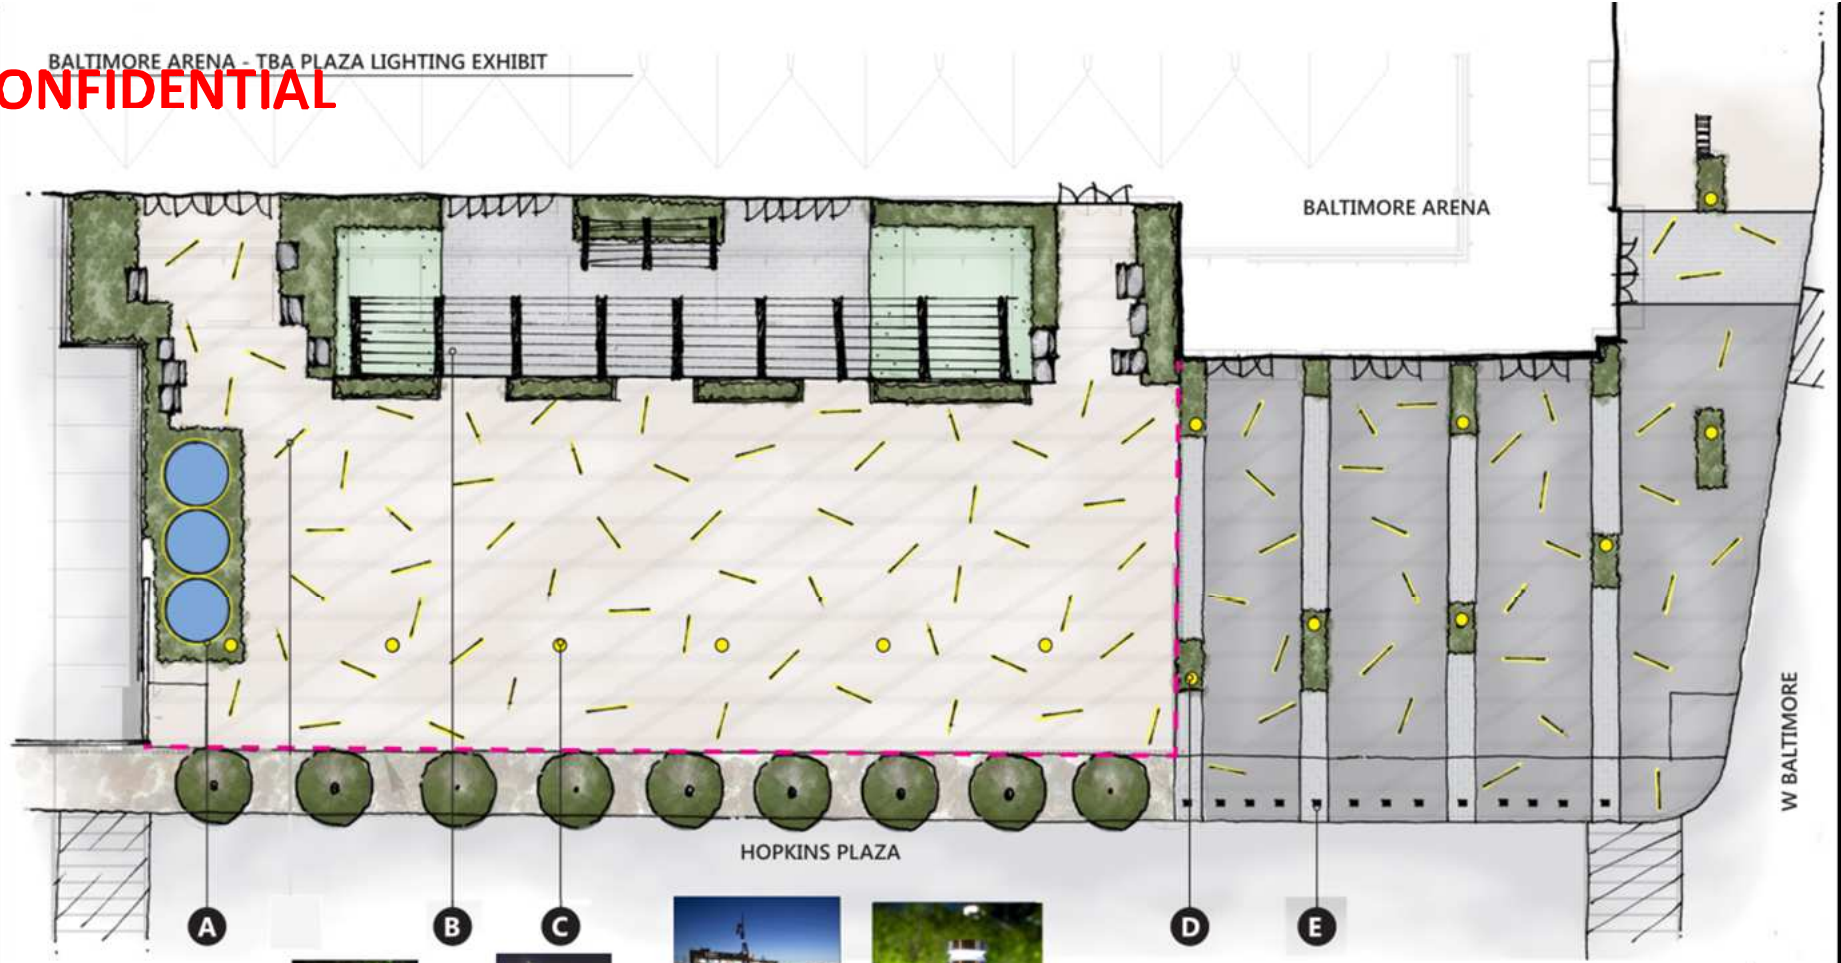 BALTIMORE ARENA - TBA PLAZA LIGHTING EXHIBIT
ONFIDENTIAL
BALTIMORE ARENA
W BALTIMORE
HOPKINS PLAZA
A
B
C
D
E